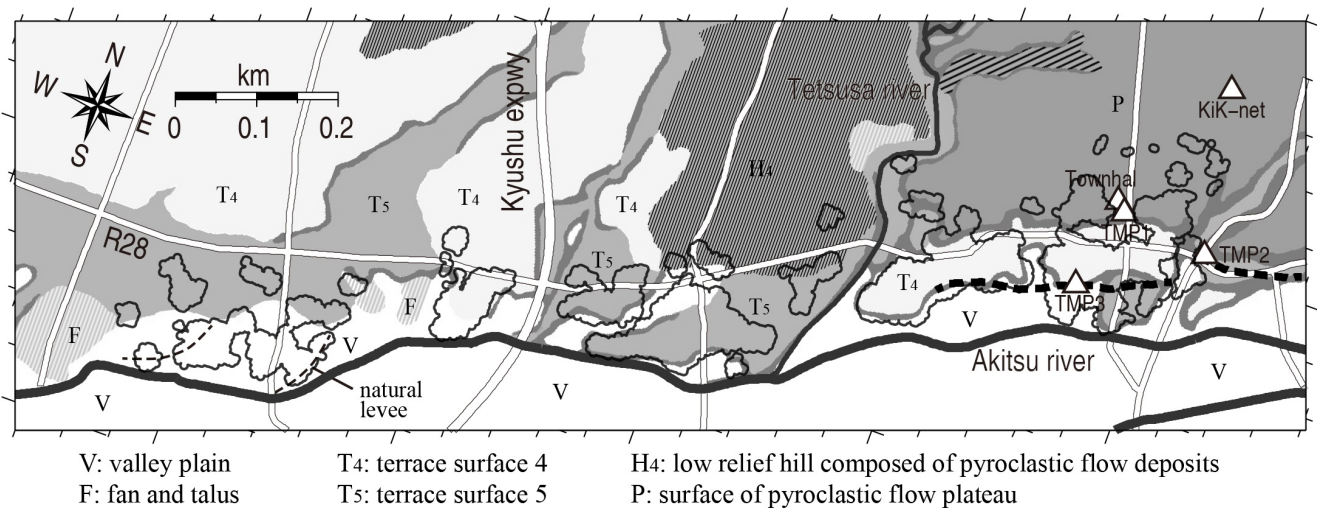 N
W
E
S
km
0 0.1 0.2
Kyushu expwy
Tetsusa river
P
KiK-net
H4
T4
T5
T4
T4
Townhal
TMP1
R28
T5
TMP2
T4
TMP3
F
T5
V
F
V
Akitsu river
natural
levee
V
V
V
V: valley plain
T4: terrace surface 4
H4: low relief hill composed of pyroclastic flow deposits
F: fan and talus
T5: terrace surface 5
P: surface of pyroclastic flow plateau